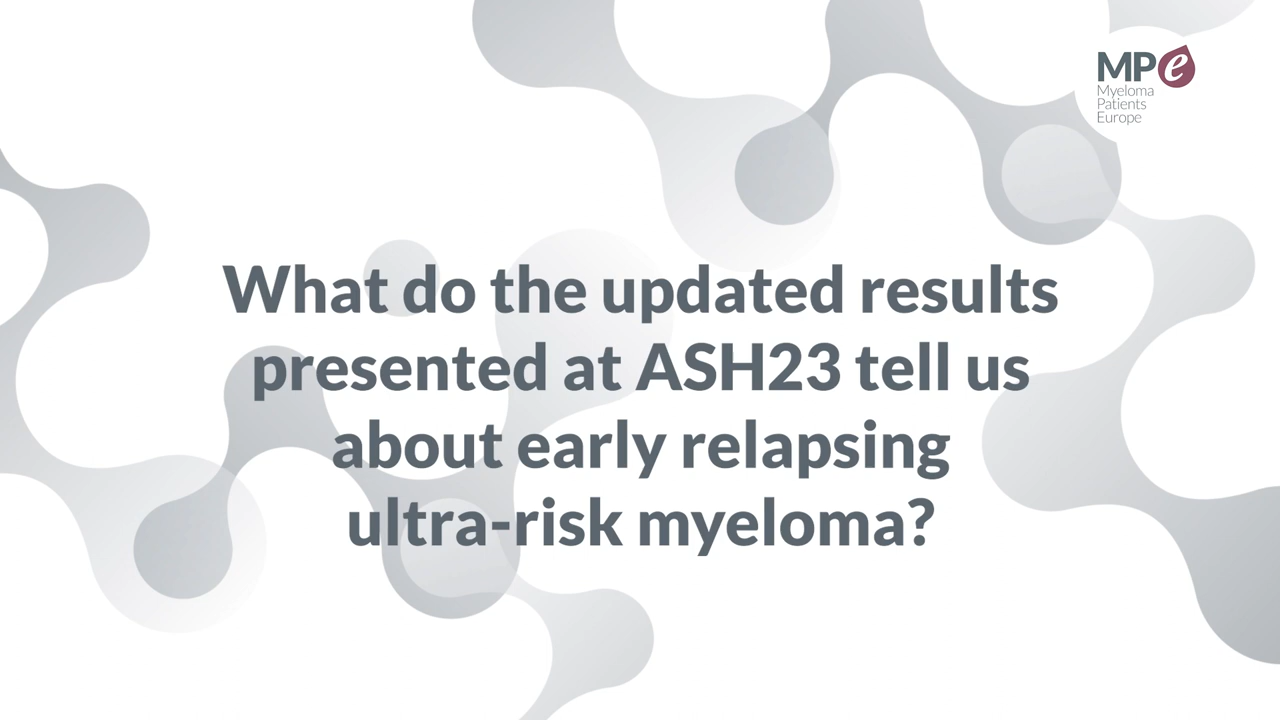 MPe
Myeloma
Patients
Europe
What do the updated results
presented at ASH23 tell us
about early relapsing
ultra-risk myeloma?